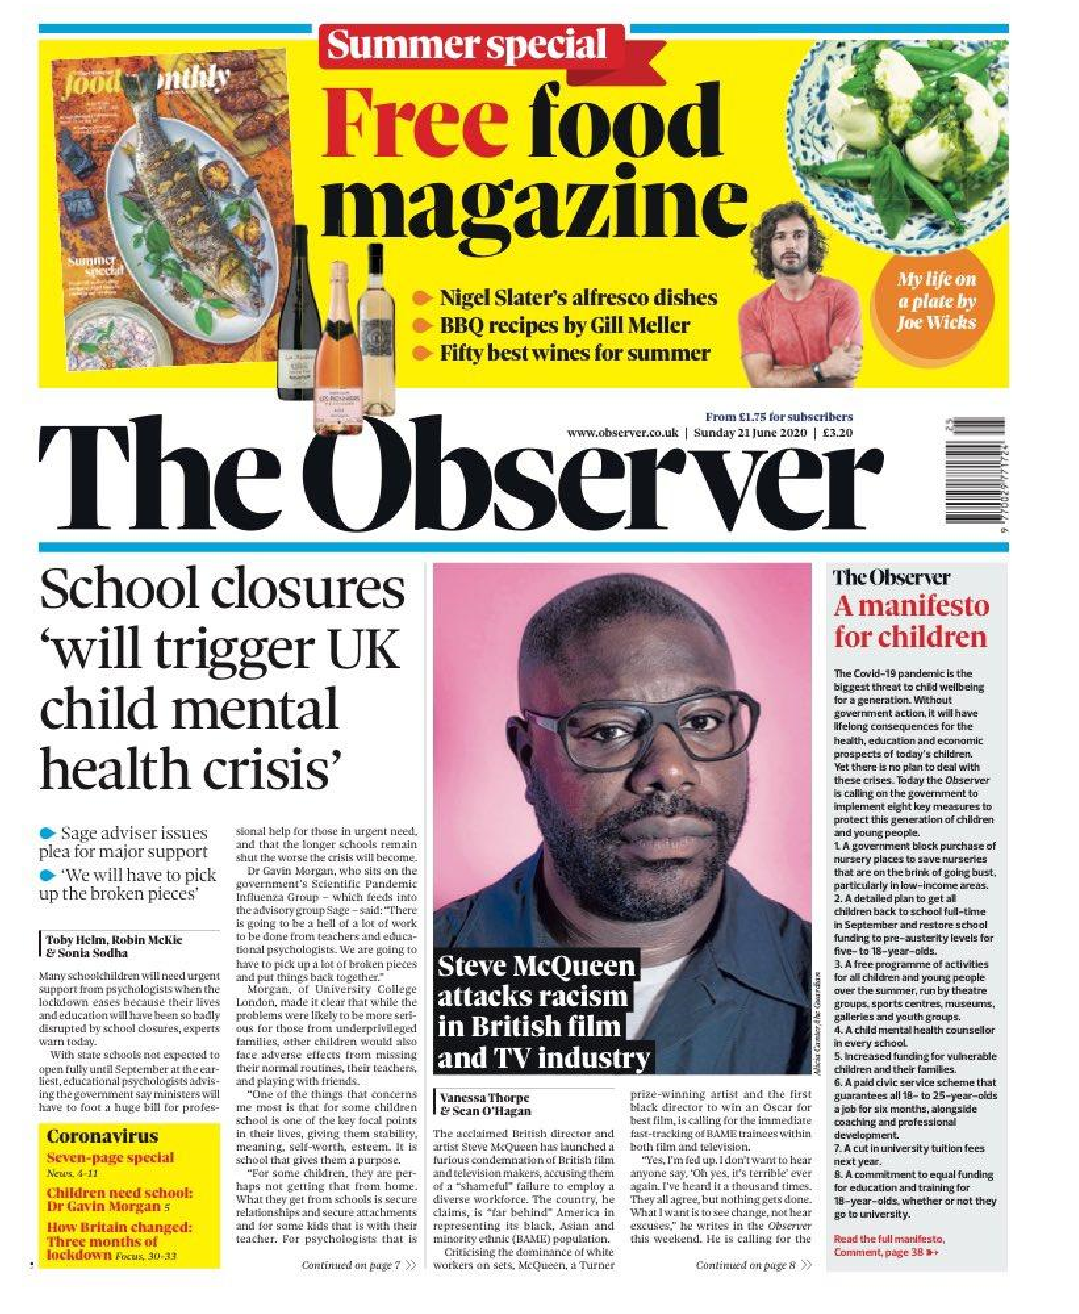 Summer special
Free food
magazine
food monthly
Summer
special
Nigel Slater's alfresco dishes
BBQ recipes by Gill Meller
Fifty best wines for summer
My life on
a plate by
Joe Wicks
The Observer
From £1.75 for subscribers
www.observer.co.uk | Sunday 21 June 2020 | £3.20
School closures
‘will trigger UK
child mental
health crisis’
Sage adviser issues
plea for major support
‘We will have to pick
up the broken pieces’
Toby Helm, Robin McKie
& Sonia Sodha
Many schoolchildren will need urgent
support from psychologists when the
lockdown eases because their lives
and education will have been so badly
disrupted by school closures, experts
warn today.
With state schools not expected to
open fully until September at the ear-
liest, educational psychologists advis-
ing the government say ministers will
have to foot a huge bill for profes-
sional help for those in urgent need,
and that the longer schools remain
shut the worse the crisis will become.
Dr Gavin Morgan, who sits on the
government's Scientific Pandemic
Influenza Group – which feeds into
the advisory group Sage – said: “There
is going to be a hell of a lot of work
to be done from teachers and educa-
tional psychologists. We are going to
have to pick up a lot of broken pieces
and put things back together.”
Morgan, of University College
London, made it clear that while the
problems were likely to be more seri-
ous for those from underprivileged
families, other children would also
face adverse effects from missing
their normal routines, their teachers,
and playing with friends.
“One of the things that concerns
me most is that for some children
school is one of the key focal points
in their lives, giving them stability,
meaning, self-worth, esteem. It is
school that gives them a purpose.
“For some children, they are per-
haps not getting that from home.
What they get from schools is secure
relationships and secure attachments
and for some kids that is with their
teacher. For psychologists that is
Continued on page 7
Coronavirus
Seven-page special
News, 4-11
Children need school:
Dr Gavin Morgan 5
How Britain changed:
Three months of
lockdown Focus, 30-33
Steve McQueen
attacks racism
in British film
and TV industry
Vanessa Thorpe
& Sean O'Hagan
The acclaimed British director and
artist Steve McQueen has launched a
furious condemnation of British film
and television makers, accusing them
of a “shameful” failure to employ a
diverse workforce. The country, he
claims, is “far behind” America in
representing its black, Asian and
minority ethnic (BAME) population.
Criticising the dominance of white
workers on sets, McQueen, a Turner
prize-winning artist and the first
black director to win an Oscar for
best film, is calling for the immediate
fast-tracking of BAME trainees within
both film and television.
“Yes, I'm fed up. I don't want to hear
anyone say, ‘Oh yes, it's terrible’ ever
again. I've heard it a thousand times.
They all agree, but nothing gets done.
What I want is to see change, not hear
excuses,” he writes in the Observer
this weekend. He is calling for the
Continued on page 8
The Observer
A manifesto
for children
The Covid-19 pandemic is the
biggest threat to child wellbeing
for a generation. Without
government action, it will have
lifelong consequences for the
health, education and economic
prospects of today's children.
Yet there is no plan to deal with
these crises. Today the Observer
is calling on the government to
implement eight key measures to
protect this generation of children
and young people.
1. A government block purchase of
nursery places to save nurseries
that are on the brink of going bust,
particularly in low-income areas.
2. A detailed plan to get all
children back to school full-time
in September and restore school
funding to pre-austerity levels for
five- to 18-year-olds.
3. A free programme of activities
for all children and young people
over the summer, run by theatre
groups, sports centres, museums,
galleries and youth groups.
4. A child mental health counsellor
in every school.
5. Increased funding for vulnerable
children and their families.
6. A paid civic service scheme that
guarantees all 18- to 25-year-olds
a job for six months, alongside
coaching and professional
development.
7. A cut in university tuition fees
next year.
8. A commitment to equal funding
for education and training for
18-year-olds, whether or not they
go to university.
Read the full manifesto,
Comment, page 38